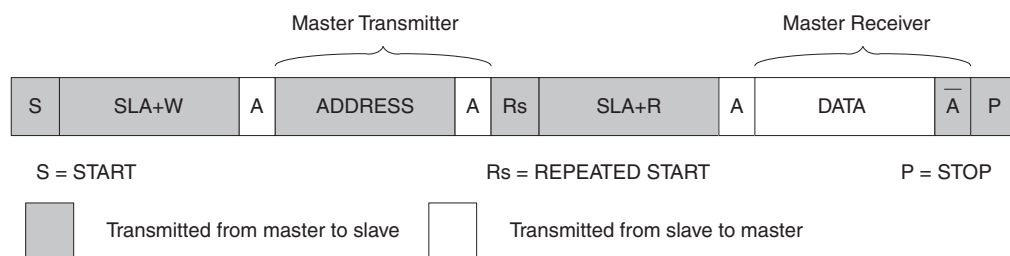 Master Transmitter Master Receiver
S SLA+W A ADDRESS A Rs SLA+R A DATA A̅ P
S = START Rs = REPEATED START P = STOP
Transmitted from master to slave Transmitted from slave to master